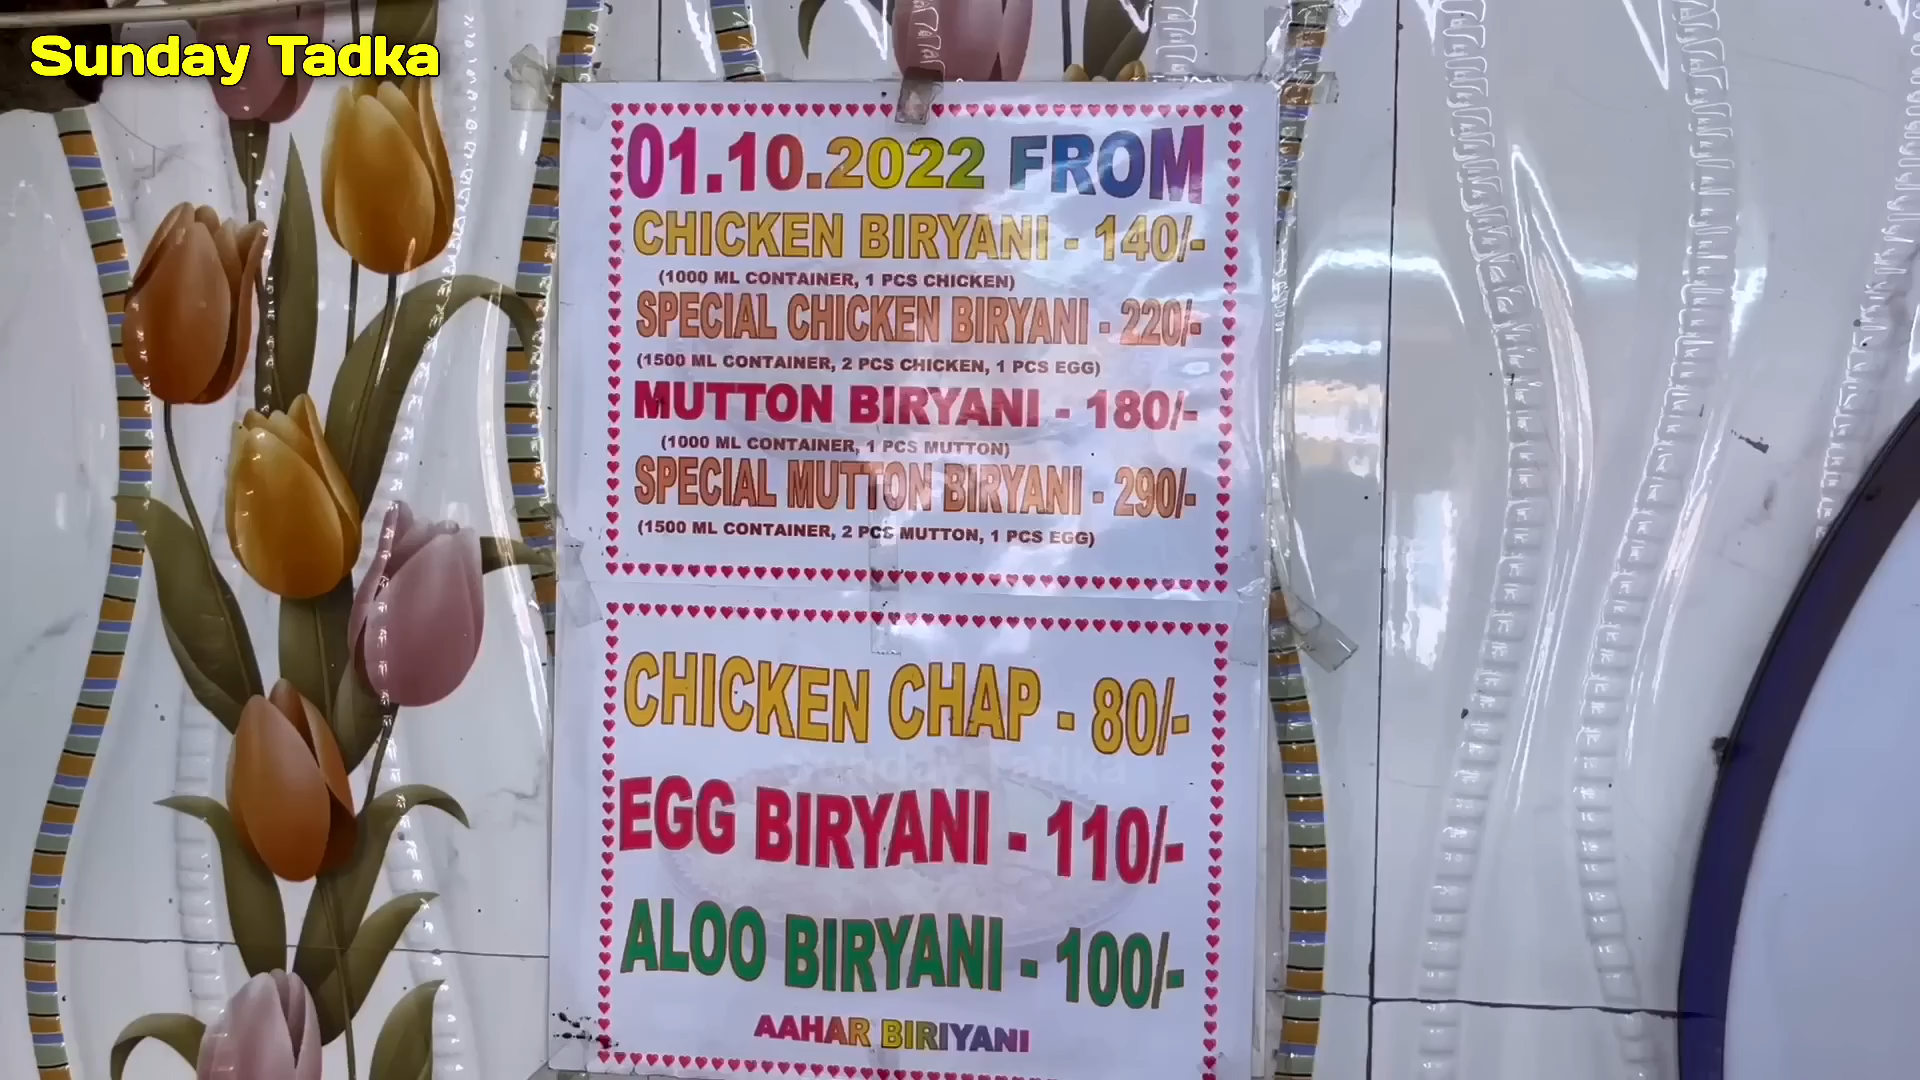 Sunday Tadka
01.10.2022 FROM
CHICKEN BIRYANI - 140/-
(1000 ML CONTAINER, 1 PCS CHICKEN)
SPECIAL CHICKEN BIRYANI - 220/-
(1500 ML CONTAINER, 2 PCS CHICKEN, 1 PCS EGG)
MUTTON BIRYANI - 180/-
(1000 ML CONTAINER, 1 PCS MUTTON)
SPECIAL MUTTON BIRYANI - 290/-
(1500 ML CONTAINER, 2 PCS MUTTON, 1 PCS EGG)
CHICKEN CHAP - 80/-
Sunday Tadka
EGG BIRYANI - 110/-
ALOO BIRYANI - 100/-
AAHAR BIRIYANI